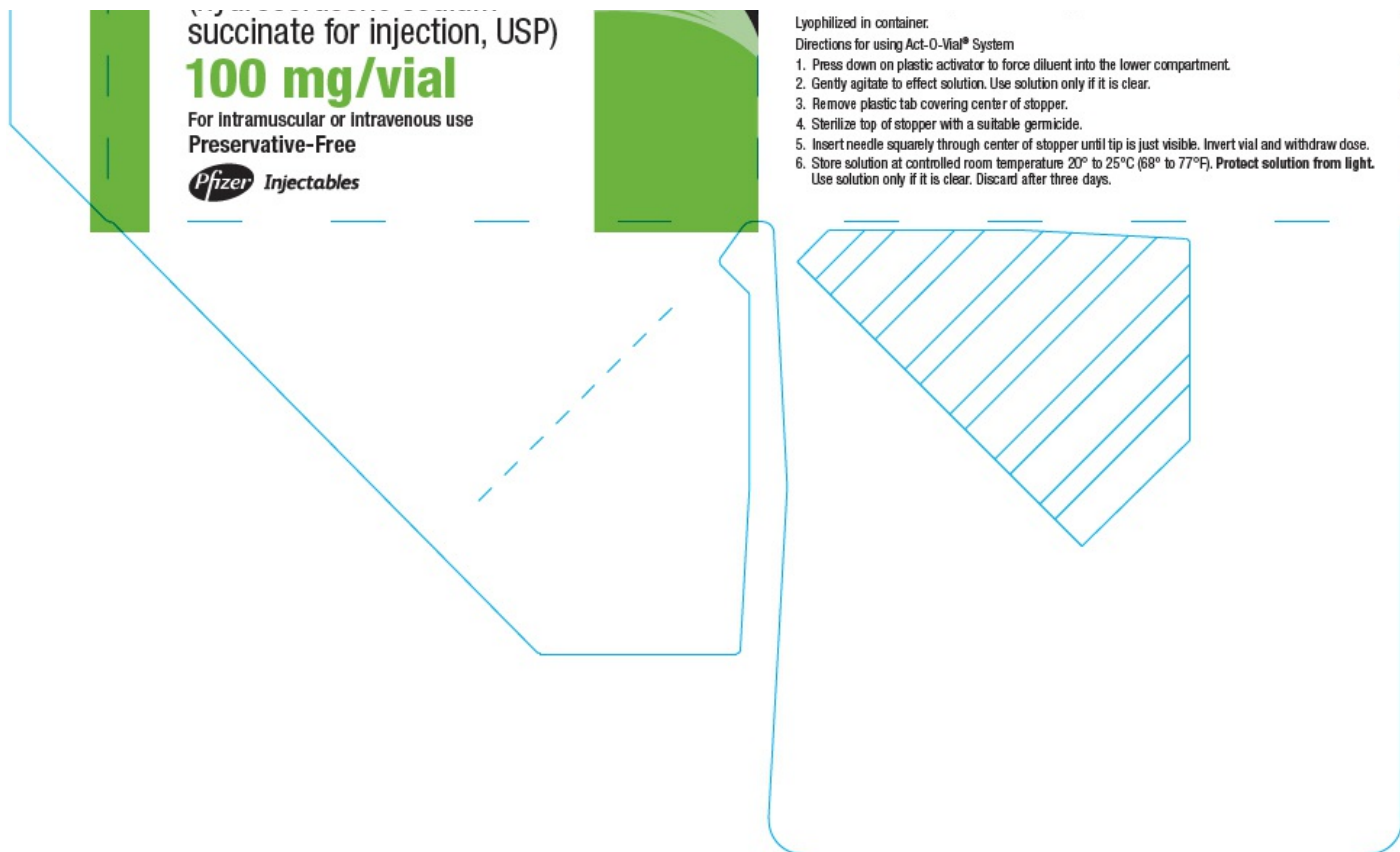 succinate for injection, USP)
100 mg/vial
For intramuscular or intravenous use
Preservative-Free
Pfizer Injectables
Lyophilized in container.
Directions for using Act-O-Vial® System
1. Press down on plastic activator to force diluent into the lower compartment.
2. Gently agitate to effect solution. Use solution only if it is clear.
3. Remove plastic tab covering center of stopper.
4. Sterilize top of stopper with a suitable germicide.
5. Insert needle squarely through center of stopper until tip is just visible. Invert vial and withdraw dose.
6. Store solution at controlled room temperature 20° to 25°C (68° to 77°F). Protect solution from light.
Use solution only if it is clear. Discard after three days.